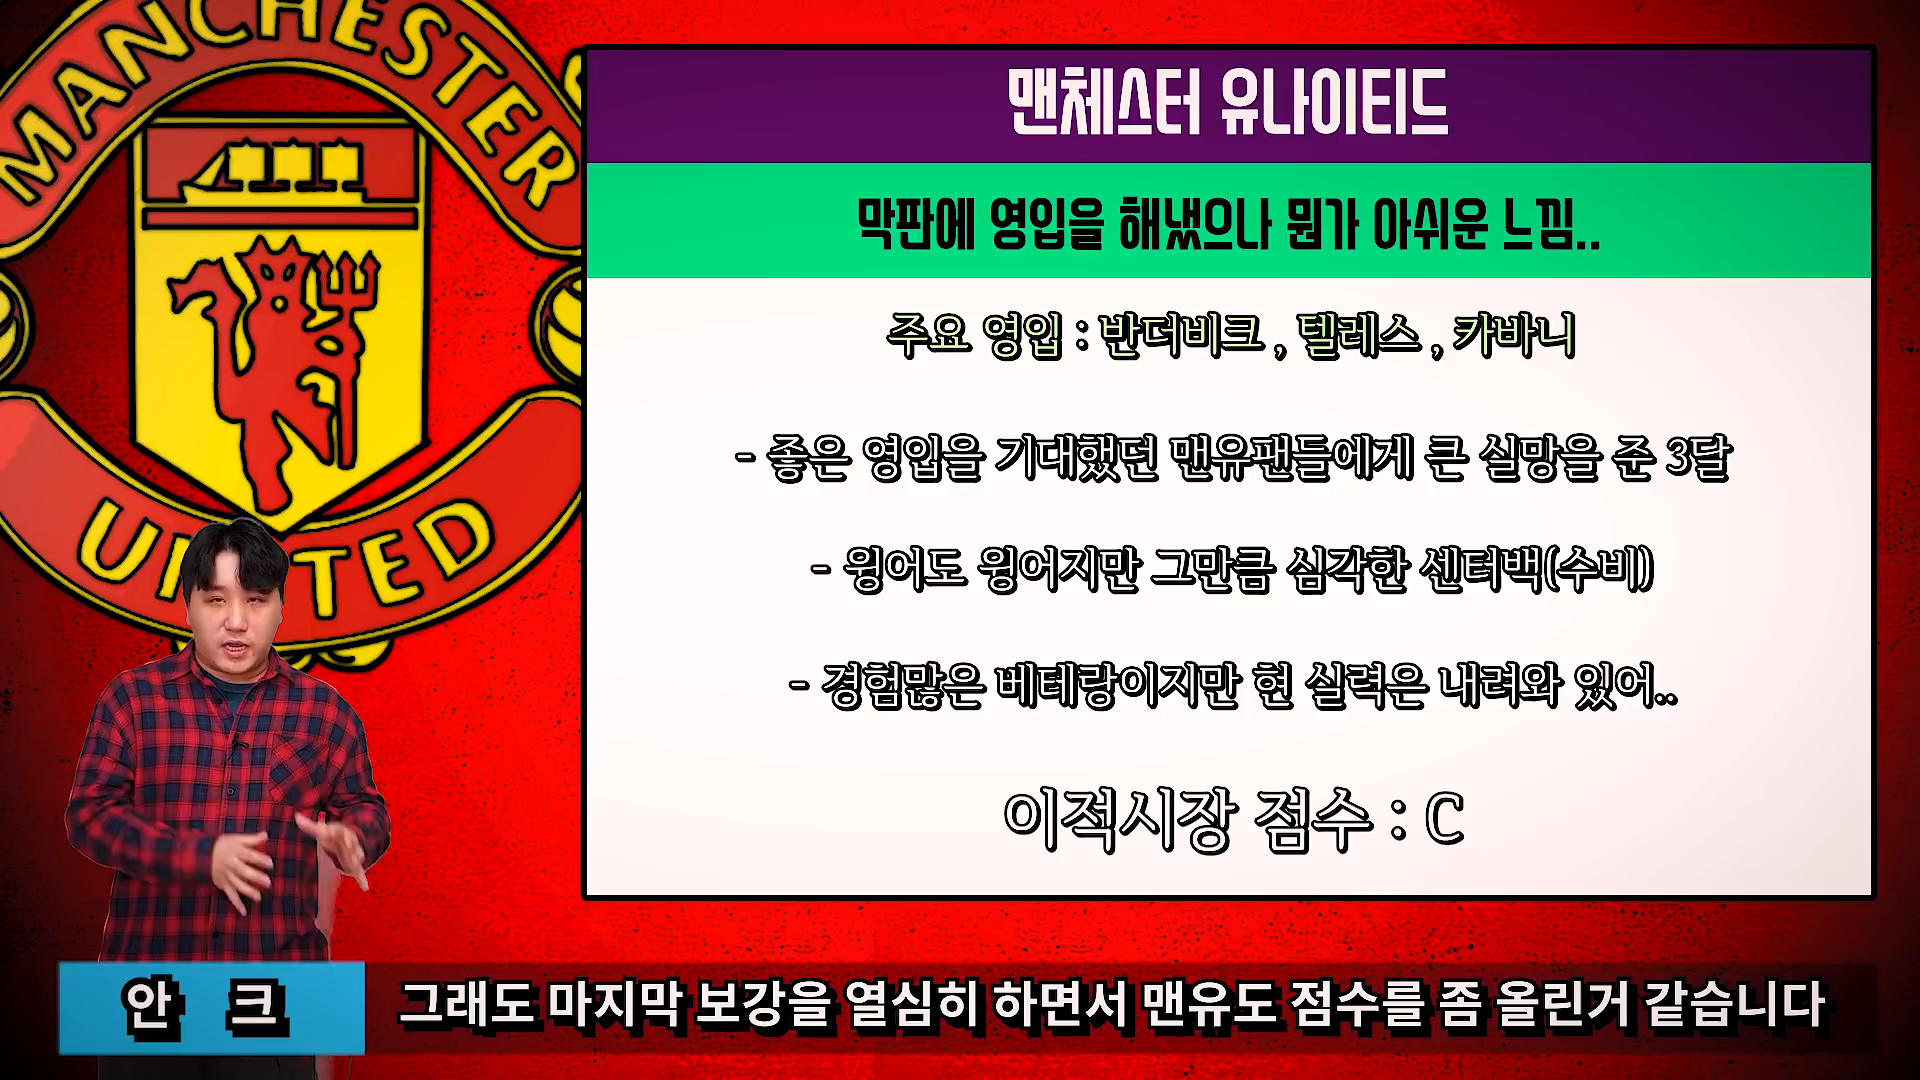 MANCHESTER
UNITED
맨체스터 유나이티드
막판에 영입을 해냈으나 뭔가 아쉬운 느낌..
주요 영입 : 반더비크 , 텔레스 , 카바니
- 좋은 영입을 기대했던 맨유팬들에게 큰 실망을 준 3달
- 윙어도 윙어지만 그만큼 심각한 센터백(수비)
- 경험많은 베테랑이지만 현 실력은 내려와 있어..
이적시장 점수 : C
안 크
그래도 마지막 보강을 열심히 하면서 맨유도 점수를 좀 올린거 같습니다